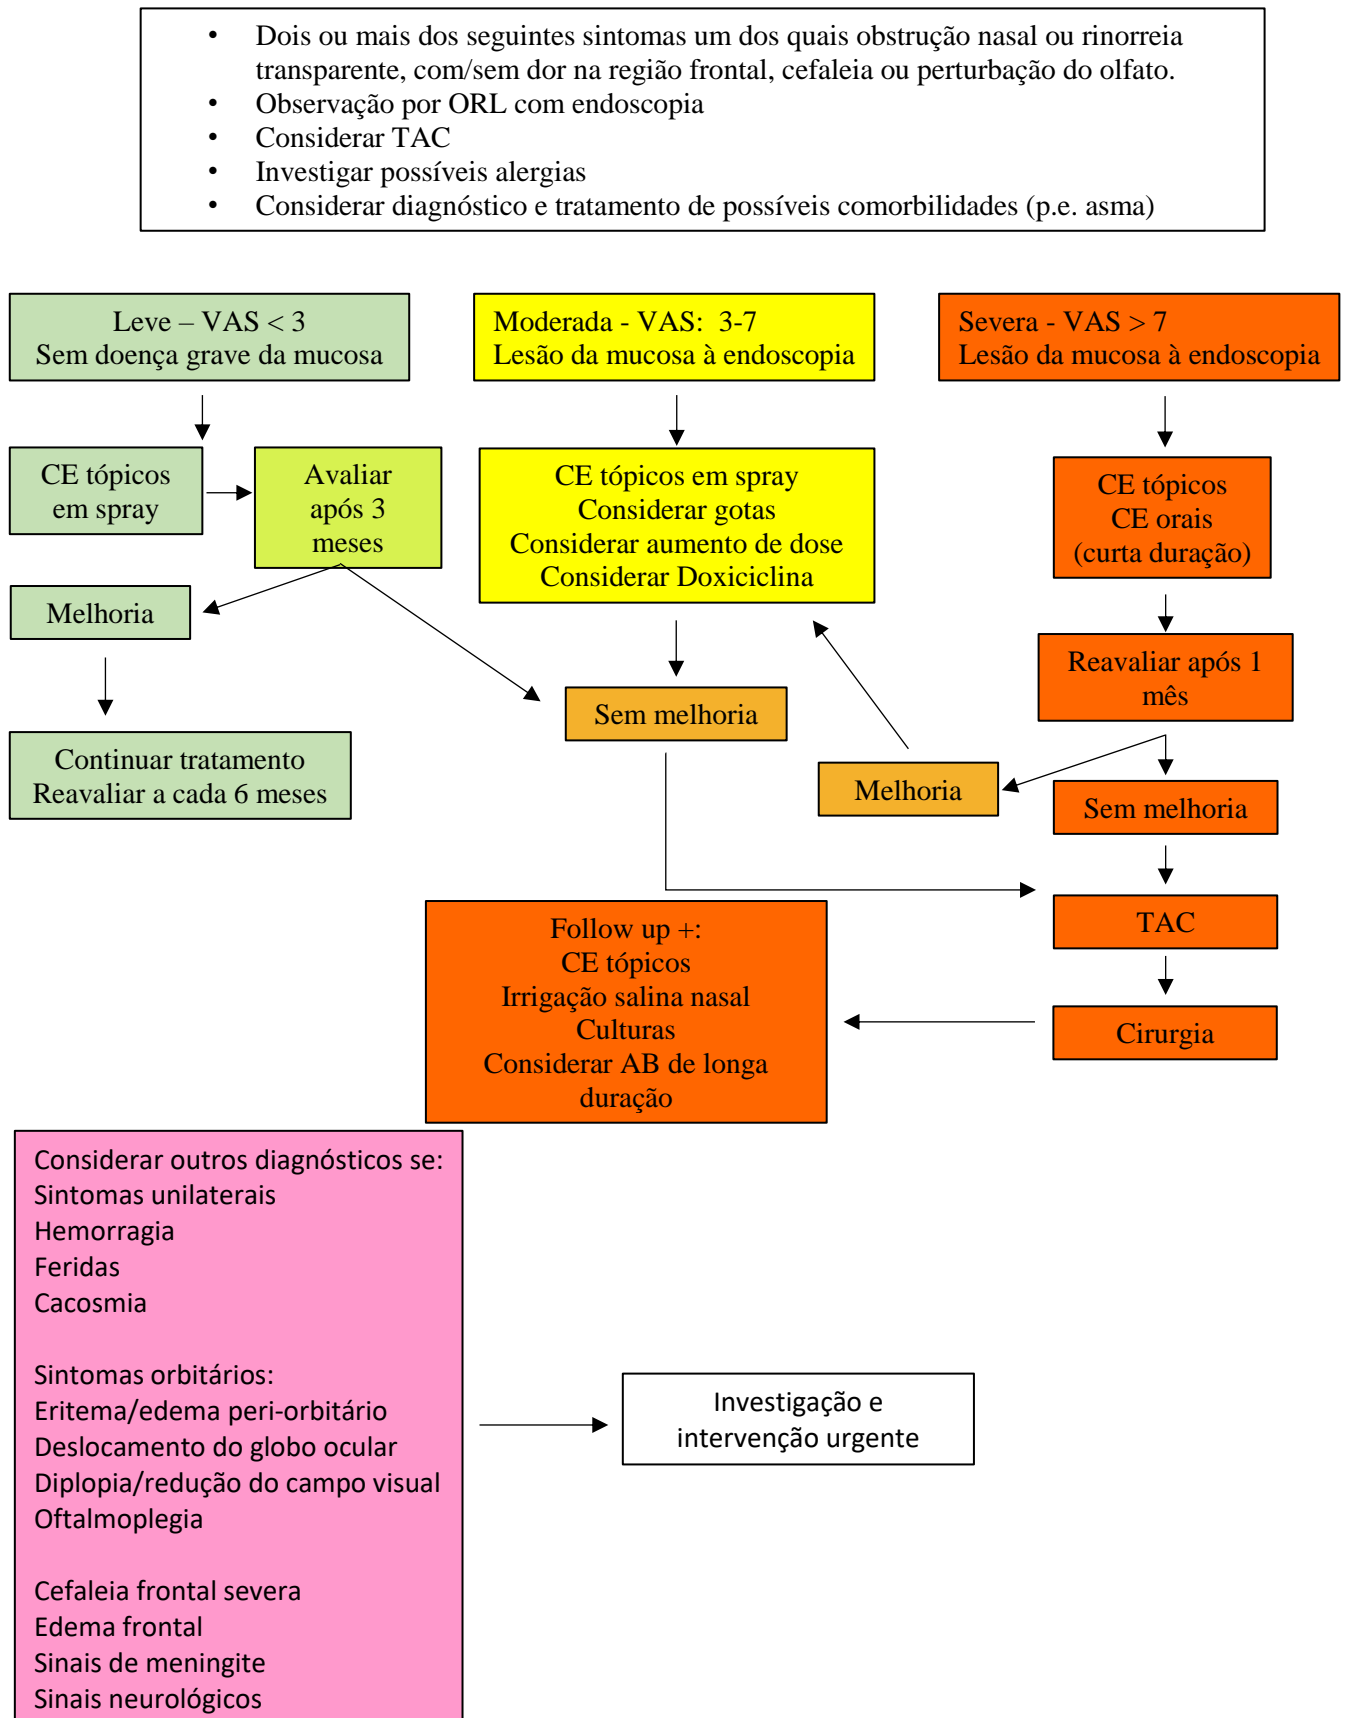 • Dois ou mais dos seguintes sintomas um dos quais obstrução nasal ou rinorreia
transparente, com/sem dor na região frontal, cefaleia ou perturbação do olfato.
• Observação por ORL com endoscopia
• Considerar TAC
• Investigar possíveis alergias
• Considerar diagnóstico e tratamento de possíveis comorbilidades (p.e. asma)
Leve – VAS < 3
Sem doença grave da mucosa
Moderada - VAS: 3-7
Lesão da mucosa à endoscopia
Severa - VAS > 7
Lesão da mucosa à endoscopia
CE tópicos
em spray
Avaliar
após 3
meses
CE tópicos em spray
Considerar gotas
Considerar aumento de dose
Considerar Doxiciclina
CE tópicos
CE orais
(curta duração)
Melhoria
Reavaliar após 1
mês
Sem melhoria
Continuar tratamento
Reavaliar a cada 6 meses
Melhoria
Sem melhoria
TAC
Follow up +:
CE tópicos
Irrigação salina nasal
Culturas
Considerar AB de longa
duração
Cirurgia
Considerar outros diagnósticos se:
Sintomas unilaterais
Hemorragia
Feridas
Cacosmia
Sintomas orbitários:
Eritema/edema peri-orbitário
Deslocamento do globo ocular
Diplopia/redução do campo visual
Oftalmoplegia
Cefaleia frontal severa
Edema frontal
Sinais de meningite
Sinais neurológicos
Investigação e
intervenção urgente